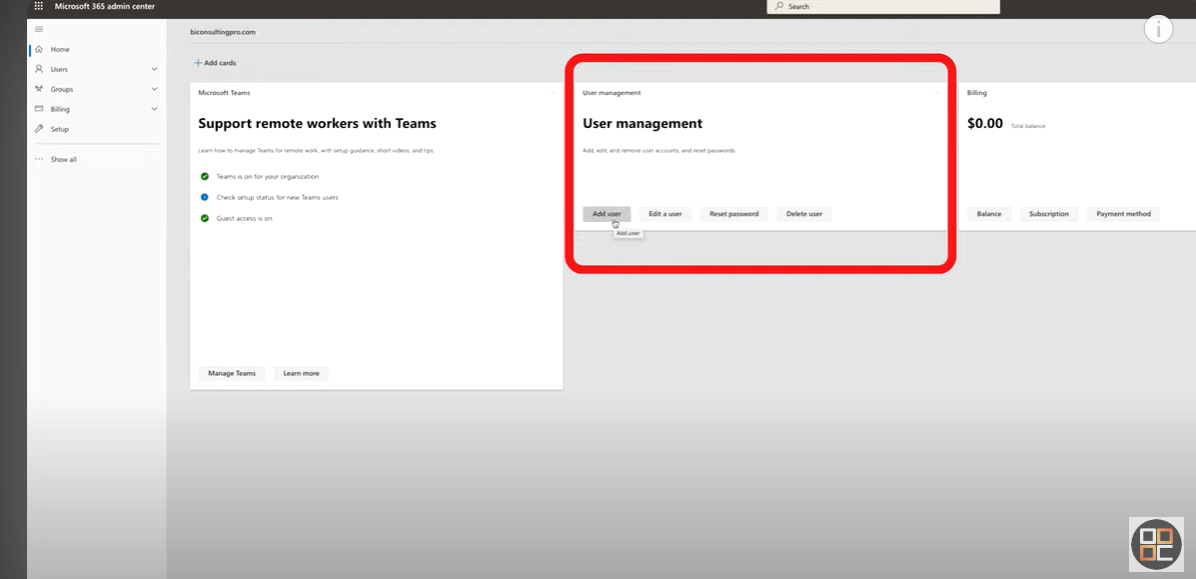 Microsoft 365 admin center
Search
Home
Users
Groups
Billing
Setup
Show all
biconsultingpro.com
Add cards
Microsoft Teams
Support remote workers with Teams
Learn how to manage Teams for remote work, with setup guidance, short videos, and tips.
Teams is on for your organization
Check setup status for new Teams users
Guest access is on
Manage Teams
Learn more
User management
User management
Add, edit, and remove user accounts, and reset passwords.
Add user
Edit a user
Reset password
Delete user
Add user
Billing
$0.00 Total balance
Balance
Subscription
Payment method